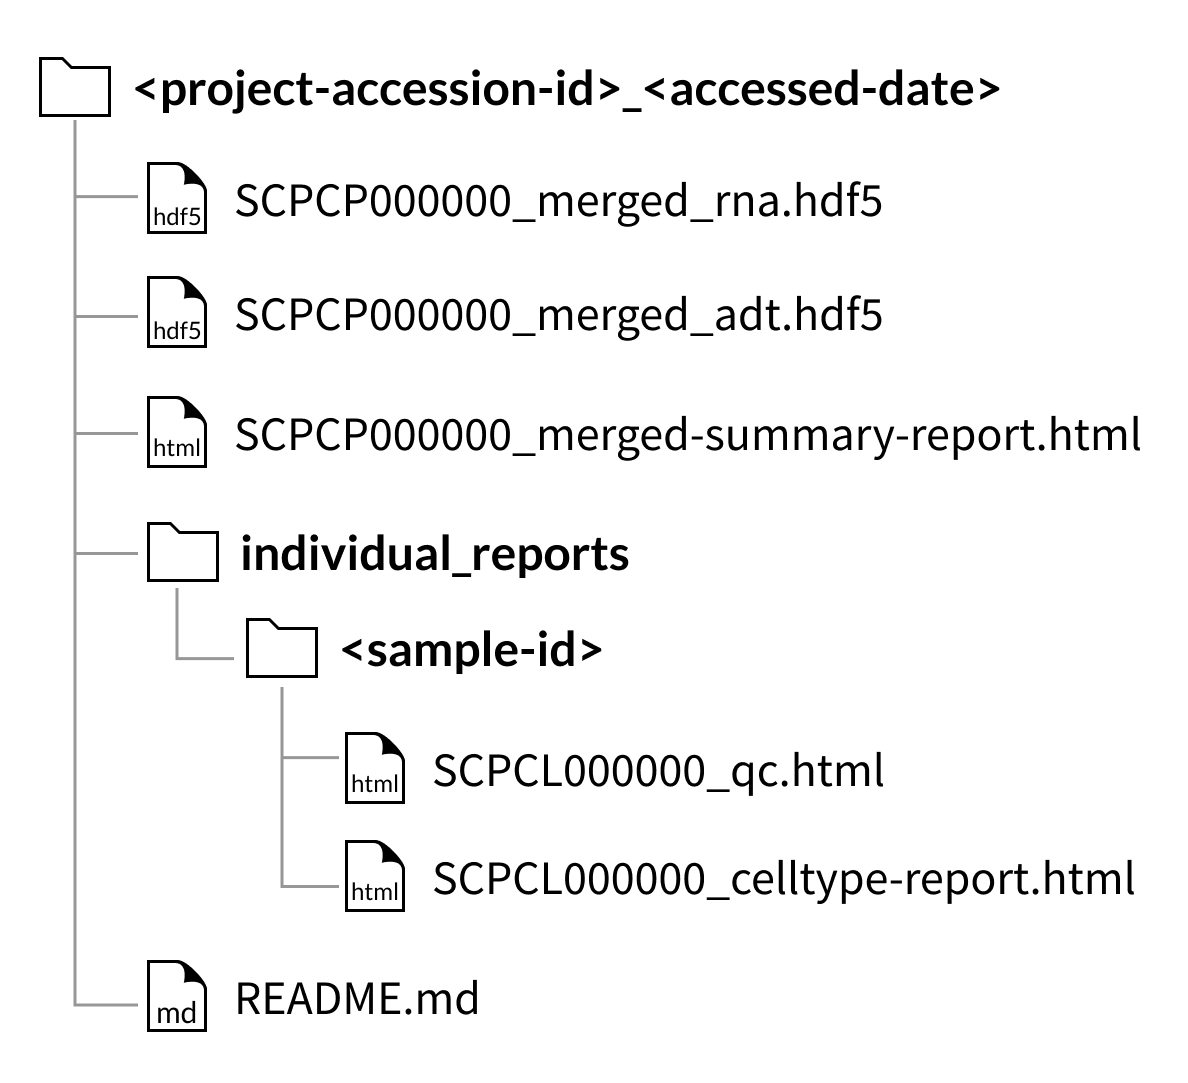 <project-accession-id>_<accessed-date>
hdf5 SCPCP000000_merged_rna.hdf5
hdf5 SCPCP000000_merged_adt.hdf5
html SCPCP000000_merged-summary-report.html
individual_reports
<sample-id>
html SCPCL000000_qc.html
html SCPCL000000_celltype-report.html
md README.md